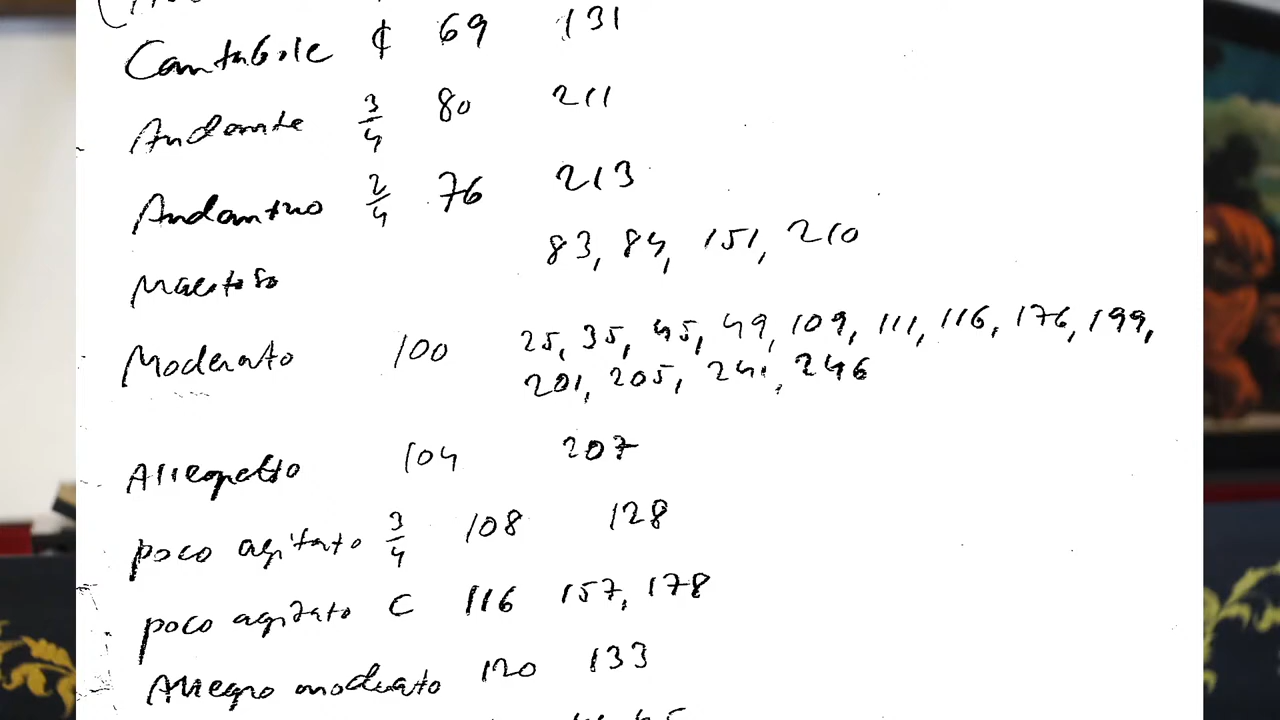 Cantabile ¢ 69 131
Andante 3/4 80 211
Andantino 2/4 76 213
Maestoso 83, 84, 151, 210
Moderato 100 25, 35, 45, 49, 109, 111, 116, 176, 199,
201, 205, 241, 246
Allegretto 104 207
poco agitato 3/4 108 128
poco agitato C 116 157, 178
Allegro moderato 120 133